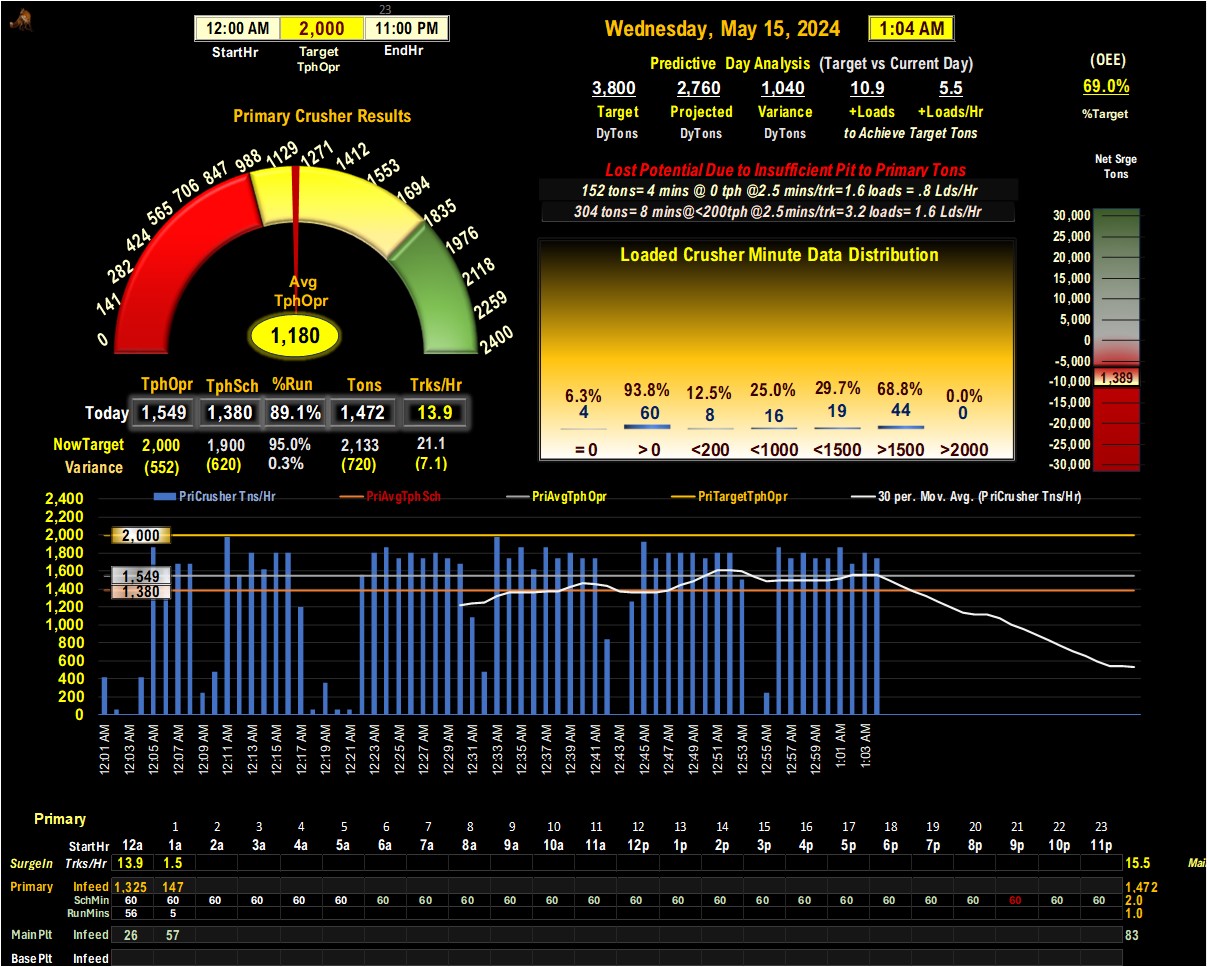 23
12:00 AM 2,000 11:00 PM
StartHr Target EndHr
TphOpr
Wednesday, May 15, 2024 1:04 AM
Predictive Day Analysis (Target vs Current Day)
3,800 2,760 1,040 10.9 5.5
Target Projected Variance +Loads +Loads/Hr
DyTons DyTons DyTons to Achieve Target Tons
(OEE)
69.0%
%Target
Primary Crusher Results
0 141 282 424 565 706 847 988 1129 1271 1412 1553 1694 1835 1976 2118 2259 2400
Avg
TphOpr
1,180
Lost Potential Due to Insufficient Pit to Primary Tons
152 tons= 4 mins @ 0 tph @2.5 mins/trk=1.6 loads = .8 Lds/Hr
304 tons= 8 mins@<200tph @2.5mins/trk=3.2 loads= 1.6 Lds/Hr
Net Srge
Tons
30,000
25,000
20,000
15,000
10,000
5,000
0
-5,000
-10,000
-15,000
-20,000
-25,000
-30,000
1,389
Loaded Crusher Minute Data Distribution
6.3% 93.8% 12.5% 25.0% 29.7% 68.8% 0.0%
4 60 8 16 19 44 0
=0 >0 <200 <1000 <1500 >1500 >2000
TphOpr TphSch %Run Tons Trks/Hr
Today 1,549 1,380 89.1% 1,472 13.9
NowTarget 2,000 1,900 95.0% 2,133 21.1
Variance (552) (620) 0.3% (720) (7.1)
PriCrusher Tns/Hr PriAvgTphSch PriAvgTphOpr PriTargetTphOpr 30 per. Mov. Avg. (PriCrusher Tns/Hr)
2,400
2,200
2,000
1,800
1,600
1,400
1,200
1,000
800
600
400
200
0
2,000
1,549
1,380
12:01 AM 12:03 AM 12:05 AM 12:07 AM 12:09 AM 12:11 AM 12:13 AM 12:15 AM 12:17 AM 12:19 AM 12:21 AM 12:23 AM 12:25 AM 12:27 AM 12:29 AM 12:31 AM 12:33 AM 12:35 AM 12:37 AM 12:39 AM 12:41 AM 12:43 AM 12:45 AM 12:47 AM 12:49 AM 12:51 AM 12:53 AM 12:55 AM 12:57 AM 12:59 AM 1:01 AM 1:03 AM
Primary
1 2 3 4 5 6 7 8 9 10 11 12 13 14 15 16 17 18 19 20 21 22 23
StartHr 12a 1a 2a 3a 4a 5a 6a 7a 8a 9a 10a 11a 12p 1p 2p 3p 4p 5p 6p 7p 8p 9p 10p 11p
SurgeIn Trks/Hr 13.9 1.5 15.5 Mai
Primary Infeed 1,325 147 1,472
SchMin 60 60 60 60 60 60 60 60 60 60 60 60 60 60 60 60 60 60 60 60 60 60 60 60 2.0
RunMins 56 5 1.0
MainPlt Infeed 26 57 83
BasePlt Infeed